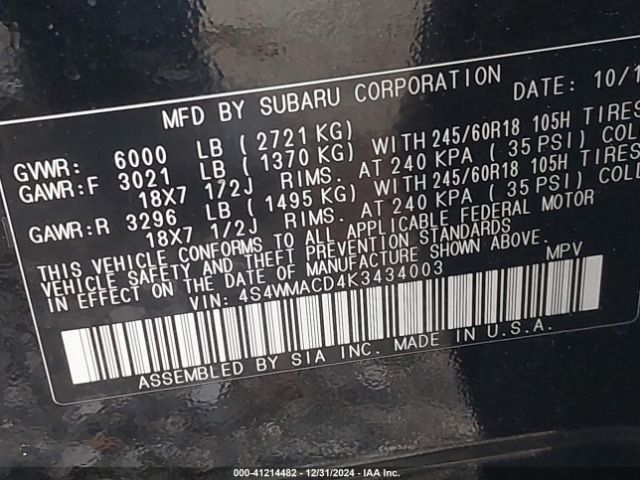 MFD BY SUBARU CORPORATION DATE: 10/1
GVWR: 6000 LB ( 2721 KG)
GAWR:F 3021 LB ( 1370 KG) WITH 245/60R18 105H TIRES
18X7 1/2J RIMS. AT 240 KPA ( 35 PSI) COLD
GAWR:R 3296 LB ( 1495 KG) WITH 245/60R18 105H TIRES
18X7 1/2J RIMS. AT 240 KPA ( 35 PSI) COLD
THIS VEHICLE CONFORMS TO ALL APPLICABLE FEDERAL MOTOR
VEHICLE SAFETY AND THEFT PREVENTION STANDARDS
IN EFFECT ON THE DATE OF MANUFACTURE SHOWN ABOVE.
VIN: 4S4WMACD4K3434003 MPV
ASSEMBLED BY SIA INC. MADE IN U.S.A.
000-41214482 - 12/31/2024 - IAA Inc.